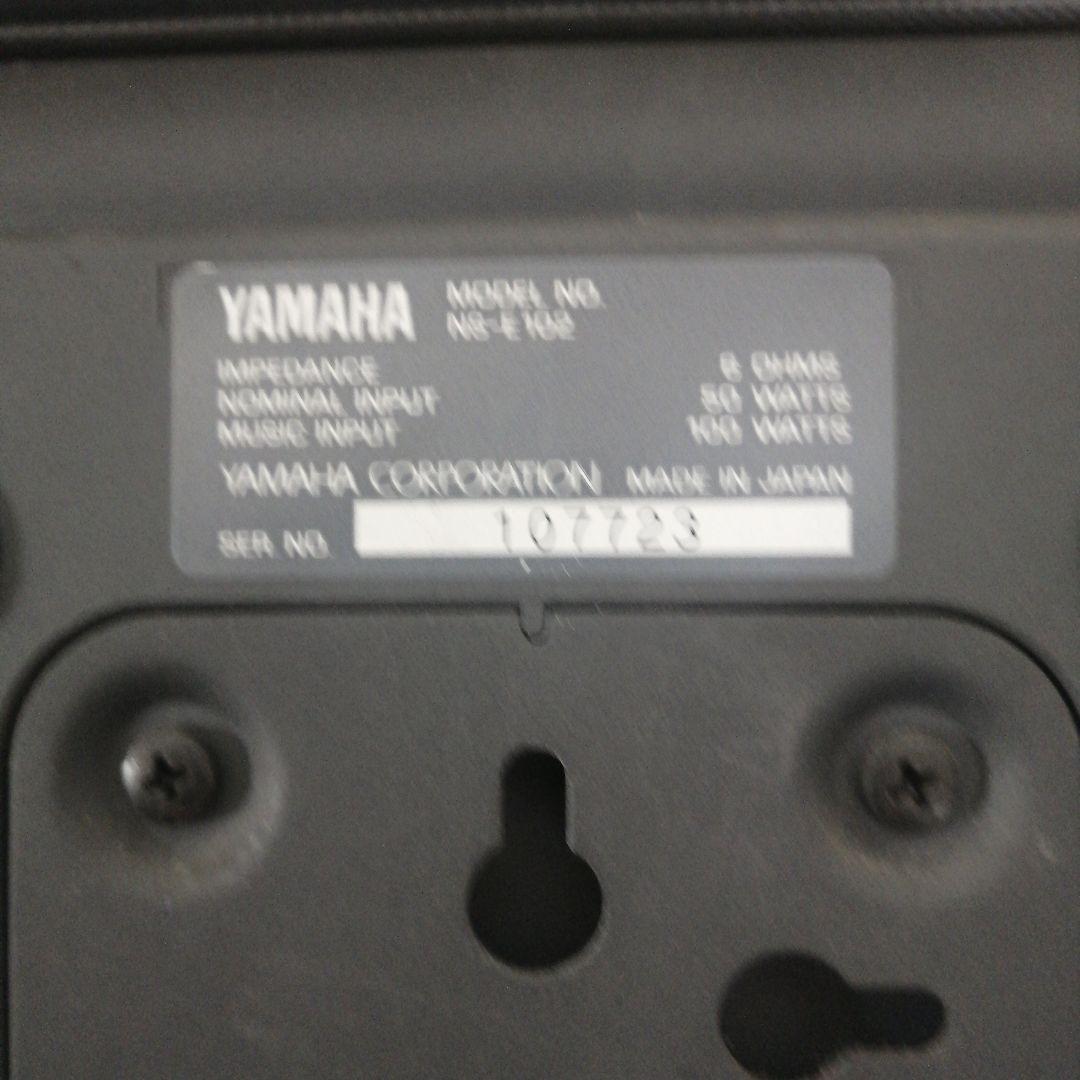 YAMAHA
MODEL NO.
NS-E102
IMPEDANCE 6 OHMS
NOMINAL INPUT 50 WATTS
MUSIC INPUT 100 WATTS
YAMAHA CORPORATION MADE IN JAPAN
SER NO. 107723